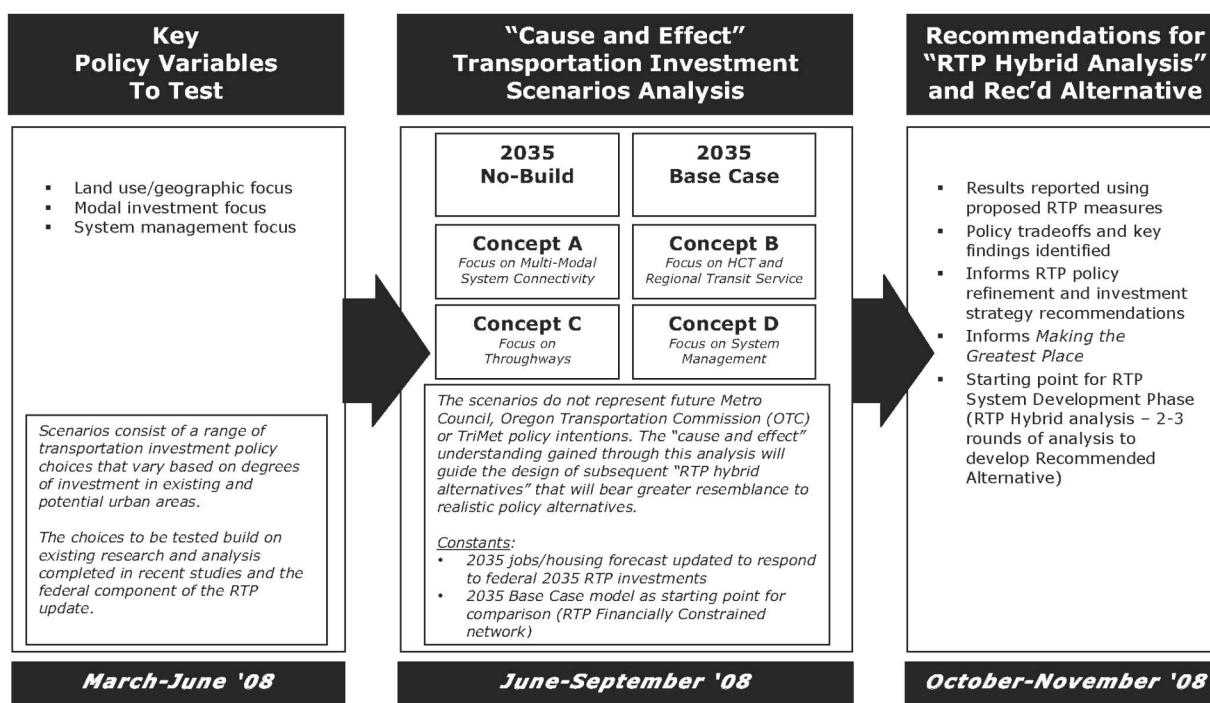 Key
Policy Variables
To Test
▪ Land use/geographic focus
▪ Modal investment focus
▪ System management focus
Scenarios consist of a range of
transportation investment policy
choices that vary based on degrees
of investment in existing and
potential urban areas.
The choices to be tested build on
existing research and analysis
completed in recent studies and the
federal component of the RTP
update.
March-June '08
“Cause and Effect”
Transportation Investment
Scenarios Analysis
2035
No-Build
2035
Base Case
Concept A
Focus on Multi-Modal
System Connectivity
Concept B
Focus on HCT and
Regional Transit Service
Concept C
Focus on
Throughways
Concept D
Focus on System
Management
The scenarios do not represent future Metro
Council, Oregon Transportation Commission (OTC)
or TriMet policy intentions. The “cause and effect”
understanding gained through this analysis will
guide the design of subsequent “RTP hybrid
alternatives” that will bear greater resemblance to
realistic policy alternatives.
Constants:
• 2035 jobs/housing forecast updated to respond
to federal 2035 RTP investments
• 2035 Base Case model as starting point for
comparison (RTP Financially Constrained
network)
June-September '08
Recommendations for
“RTP Hybrid Analysis”
and Rec’d Alternative
▪ Results reported using
proposed RTP measures
▪ Policy tradeoffs and key
findings identified
▪ Informs RTP policy
refinement and investment
strategy recommendations
▪ Informs Making the
Greatest Place
▪ Starting point for RTP
System Development Phase
(RTP Hybrid analysis – 2-3
rounds of analysis to
develop Recommended
Alternative)
October-November '08